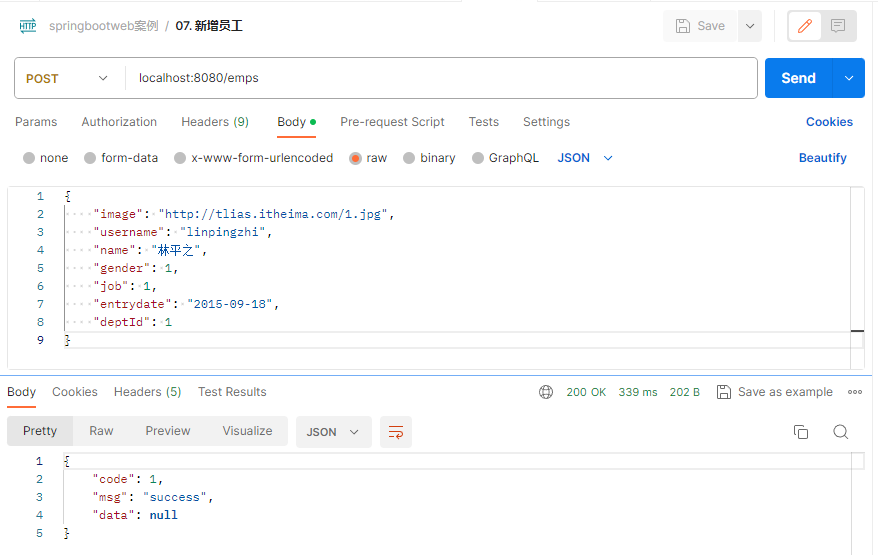 HTTP springbootweb案例 / 07. 新增员工 Save
POST localhost:8080/emps Send
Params Authorization Headers (9) Body Pre-request Script Tests Settings Cookies
none form-data x-www-form-urlencoded raw binary GraphQL JSON Beautify
1 {
2 "image": "http://tlias.itheima.com/1.jpg",
3 "username": "linpingzhi",
4 "name": "林平之",
5 "gender": 1,
6 "job": 1,
7 "entrydate": "2015-09-18",
8 "deptId": 1
9 }
Body Cookies Headers (5) Test Results 200 OK 339 ms 202 B Save as example
Pretty Raw Preview Visualize JSON
1 {
2 "code": 1,
3 "msg": "success",
4 "data": null
5 }